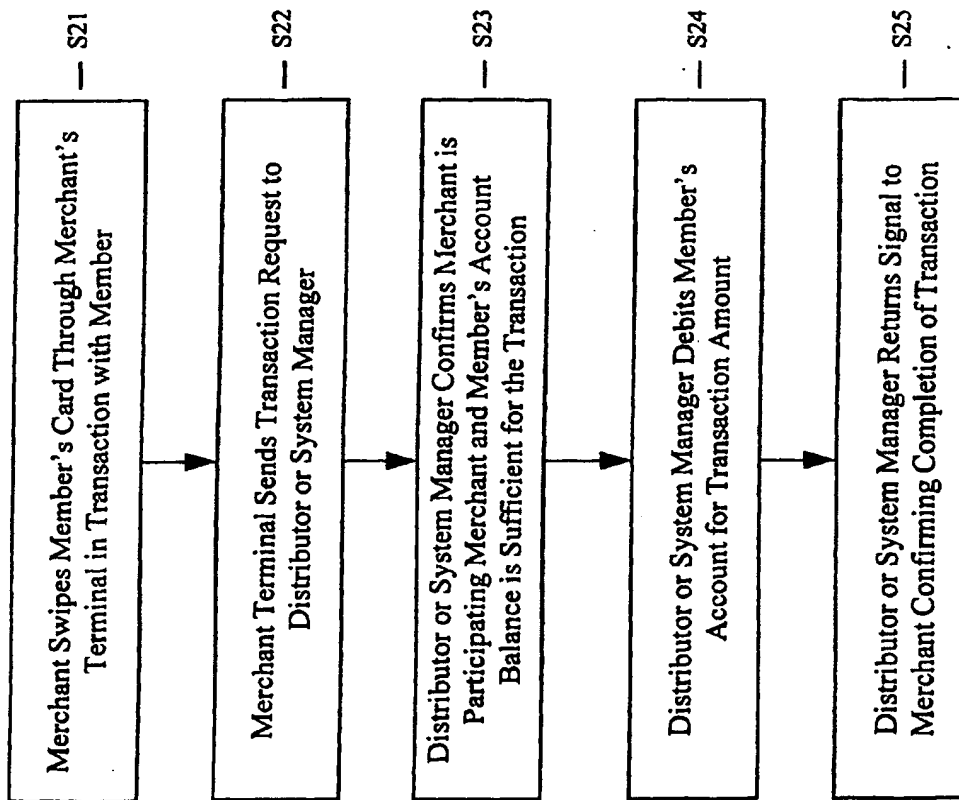 Merchant Swipes Member's Card Through Merchant's
Terminal in Transaction with Member
S21
Merchant Terminal Sends Transaction Request to
Distributor or System Manager
S22
Distributor or System Manager Confirms Merchant is
Participating Merchant and Member's Account
Balance is Sufficient for the Transaction
S23
Distributor or System Manager Debits Member's
Account for Transaction Amount
S24
Distributor or System Manager Returns Signal to
Merchant Confirming Completion of Transaction
S25